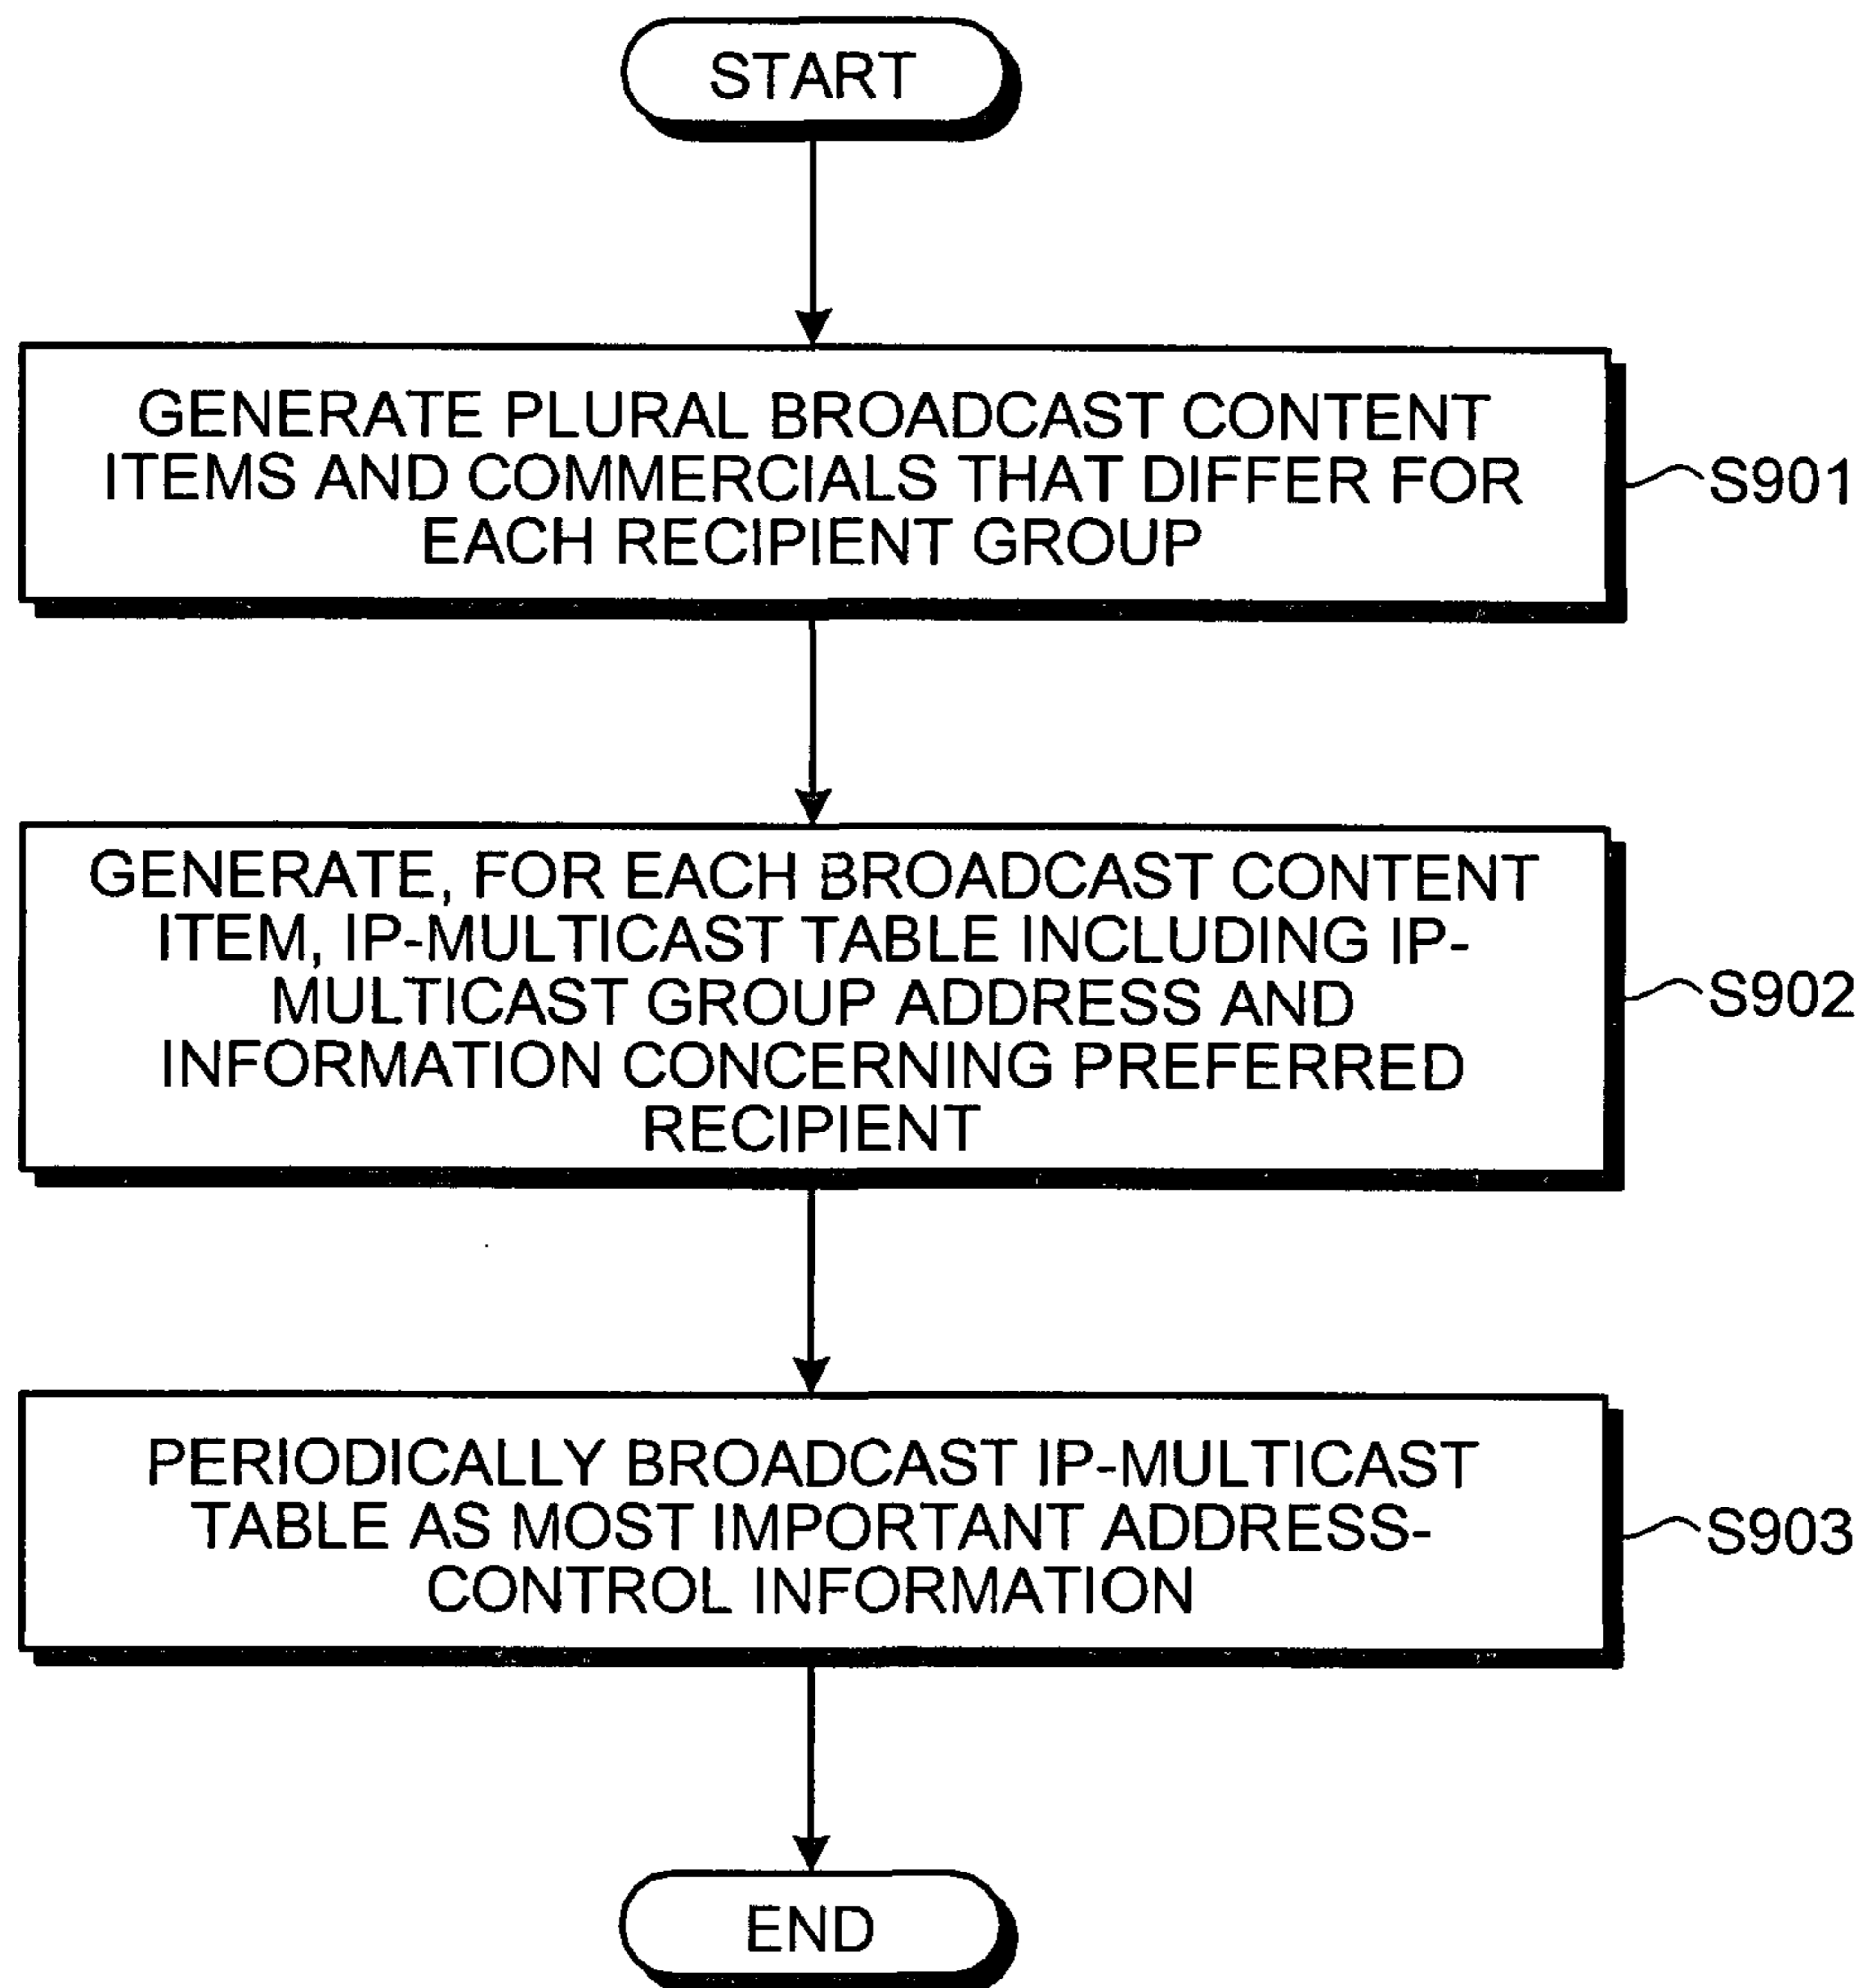 START
GENERATE PLURAL BROADCAST CONTENT
ITEMS AND COMMERCIALS THAT DIFFER FOR
EACH RECIPIENT GROUP
S901
GENERATE, FOR EACH BROADCAST CONTENT
ITEM, IP-MULTICAST TABLE INCLUDING IP-
MULTICAST GROUP ADDRESS AND
INFORMATION CONCERNING PREFERRED
RECIPIENT
S902
PERIODICALLY BROADCAST IP-MULTICAST
TABLE AS MOST IMPORTANT ADDRESS-
CONTROL INFORMATION
S903
END